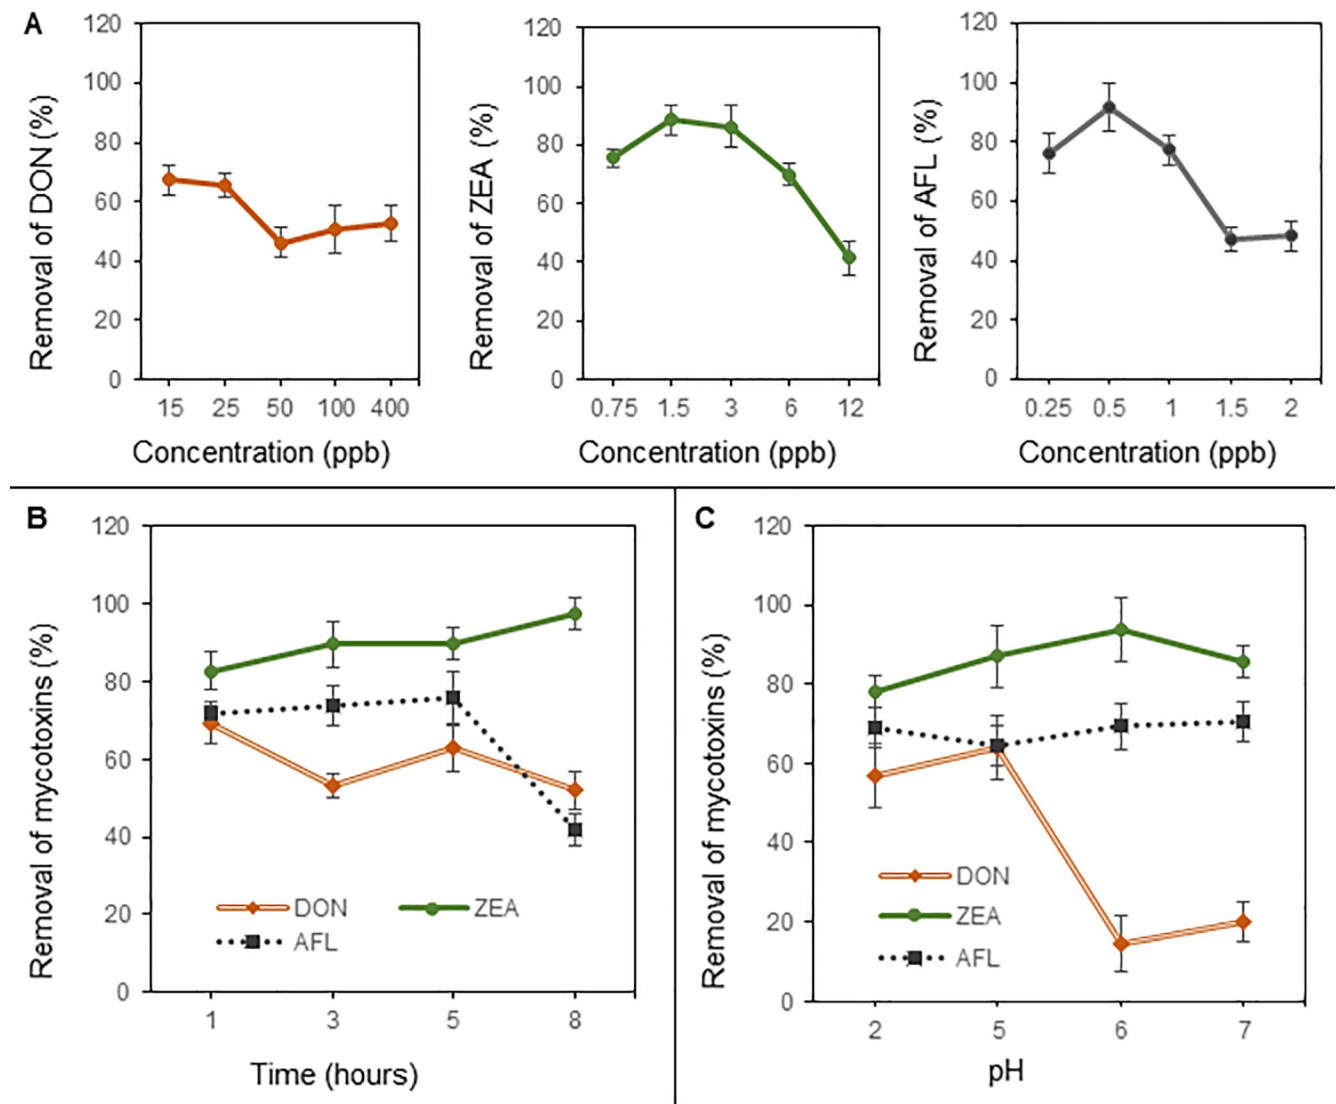 A
Removal of DON (%)
120
100
80
60
40
20
0
15 25 50 100 400
Concentration (ppb)
Removal of ZEA (%)
120
100
80
60
40
20
0
0.75 1.5 3 6 12
Concentration (ppb)
Removal of AFL (%)
120
100
80
60
40
20
0
0.25 0.5 1 1.5 2
Concentration (ppb)
B
Removal of mycotoxins (%)
120
100
80
60
40
20
0
DON ZEA
AFL
1 3 5 8
Time (hours)
C
Removal of mycotoxins (%)
120
100
80
60
40
20
0
DON
ZEA
AFL
2 5 6 7
pH